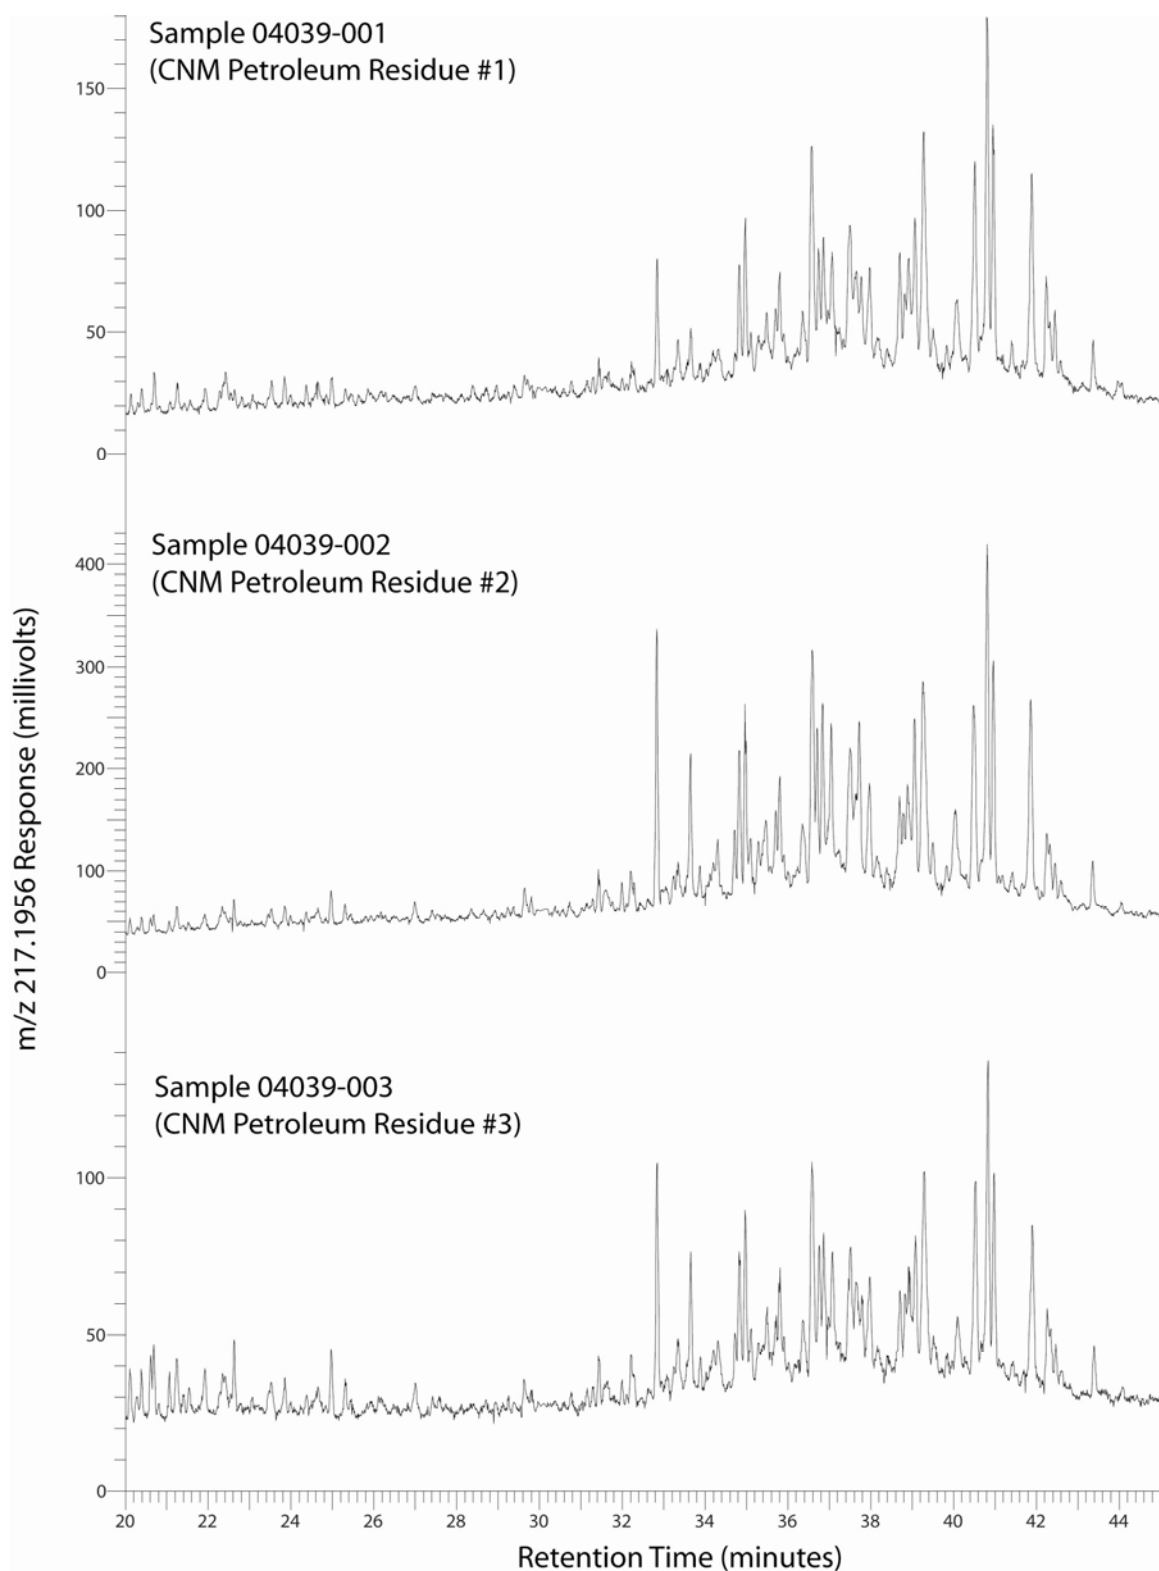 Sample 04039-001
(CNM Petroleum Residue #1)
150
100
50
0
Sample 04039-002
(CNM Petroleum Residue #2)
400
300
200
100
0
m/z 217.1956 Response (millivolts)
Sample 04039-003
(CNM Petroleum Residue #3)
100
50
0
20 22 24 26 28 30 32 34 36 38 40 42 44
Retention Time (minutes)